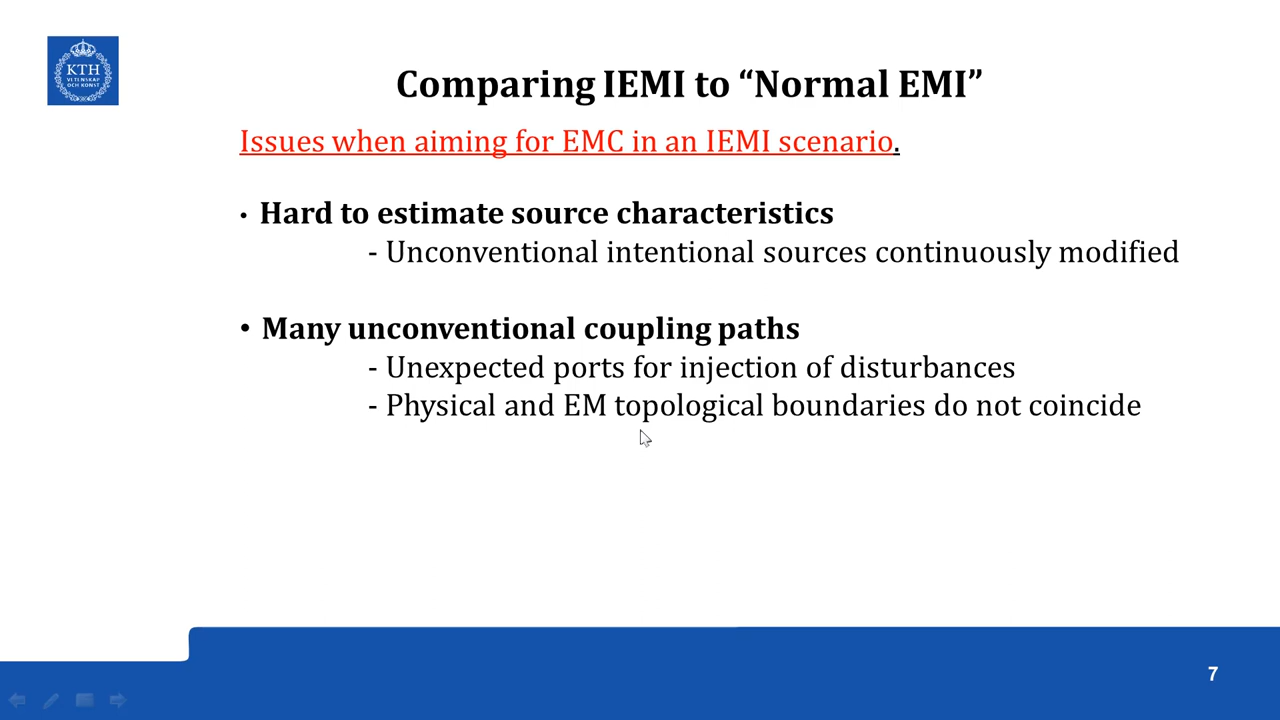 KTH
VETENSKAP
OCH KONST
Comparing IEMI to “Normal EMI”
Issues when aiming for EMC in an IEMI scenario.
• Hard to estimate source characteristics
- Unconventional intentional sources continuously modified
• Many unconventional coupling paths
- Unexpected ports for injection of disturbances
- Physical and EM topological boundaries do not coincide
7